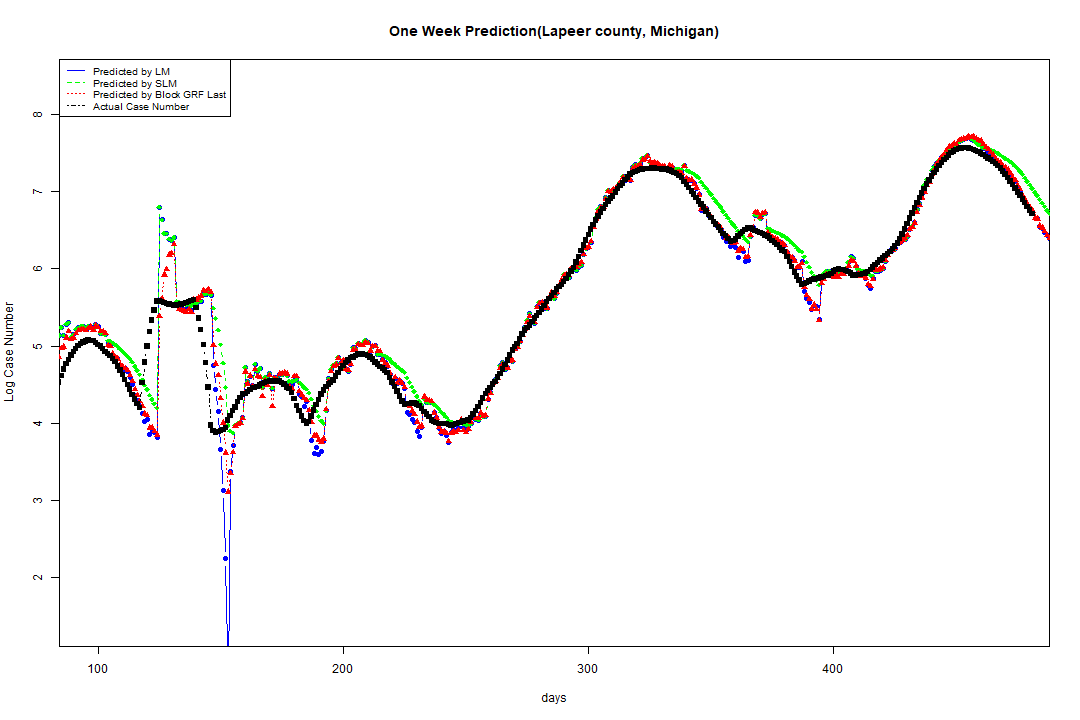 One Week Prediction(Lapeer county, Michigan)
Predicted by LM
Predicted by SLM
Predicted by Block GRF Last
Actual Case Number
8
7
6
5
4
3
2
Log Case Number
100 200 300 400
days